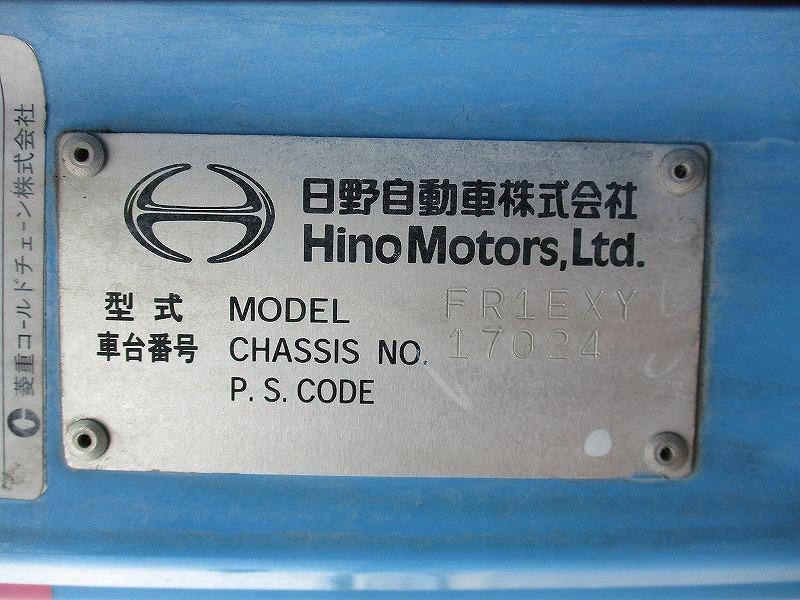 日野自動車株式会社
Hino Motors, Ltd.
型式 MODEL FR1EXY
車台番号 CHASSIS NO. 17024
P. S. CODE
菱重コールドチェーン株式会社